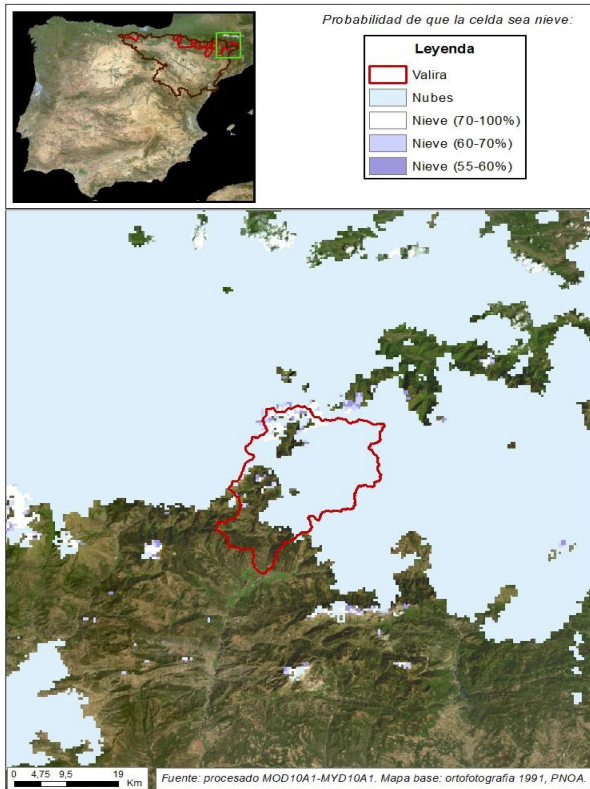 Probabilidad de que la celda sea nieve:
Leyenda
Valira
Nubes
Nieve (70-100%)
Nieve (60-70%)
Nieve (55-60%)
0 4,75 9,5 19
Km
Fuente: procesado MOD10A1-MYD10A1. Mapa base: ortofotografia 1991, PNOA.